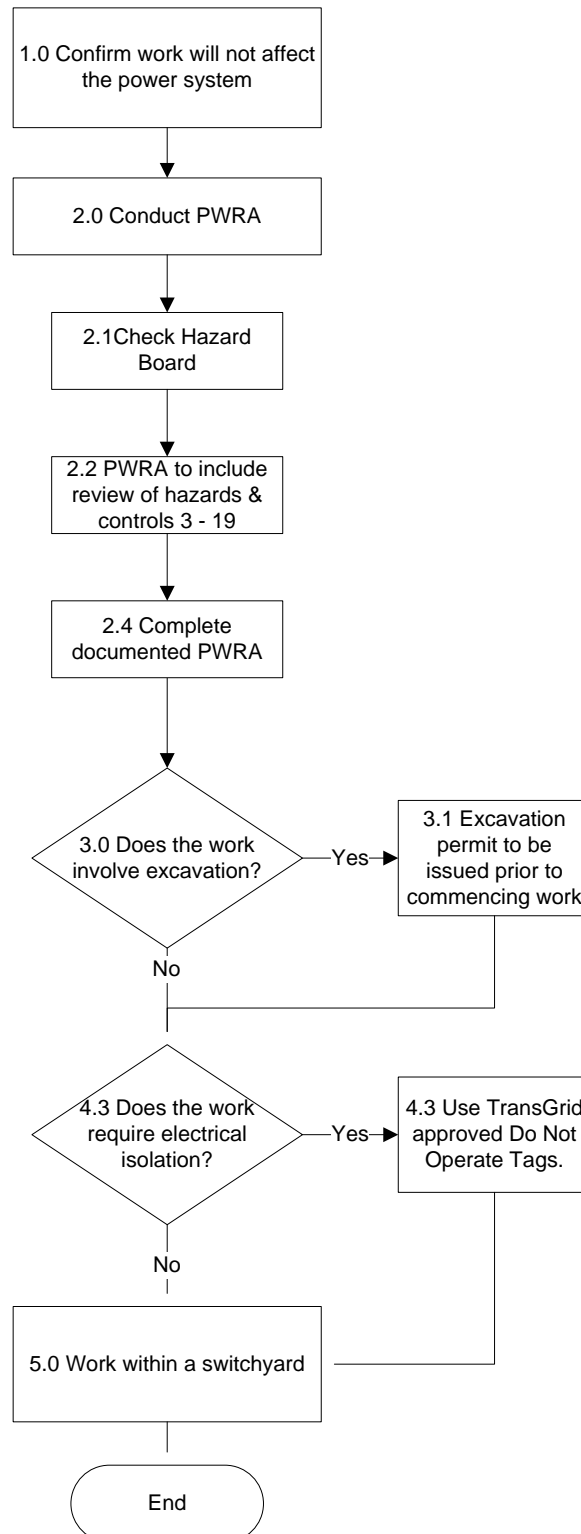 1.0 Confirm work will not affect
the power system
2.0 Conduct PWRA
2.1Check Hazard
Board
2.2 PWRA to include
review of hazards &
controls 3 - 19
2.4 Complete
documented PWRA
3.0 Does the work
involve excavation?
Yes
3.1 Excavation
permit to be
issued prior to
commencing work
No
4.3 Does the work
require electrical
isolation?
Yes
4.3 Use TransGrid
approved Do Not
Operate Tags.
No
5.0 Work within a switchyard
End